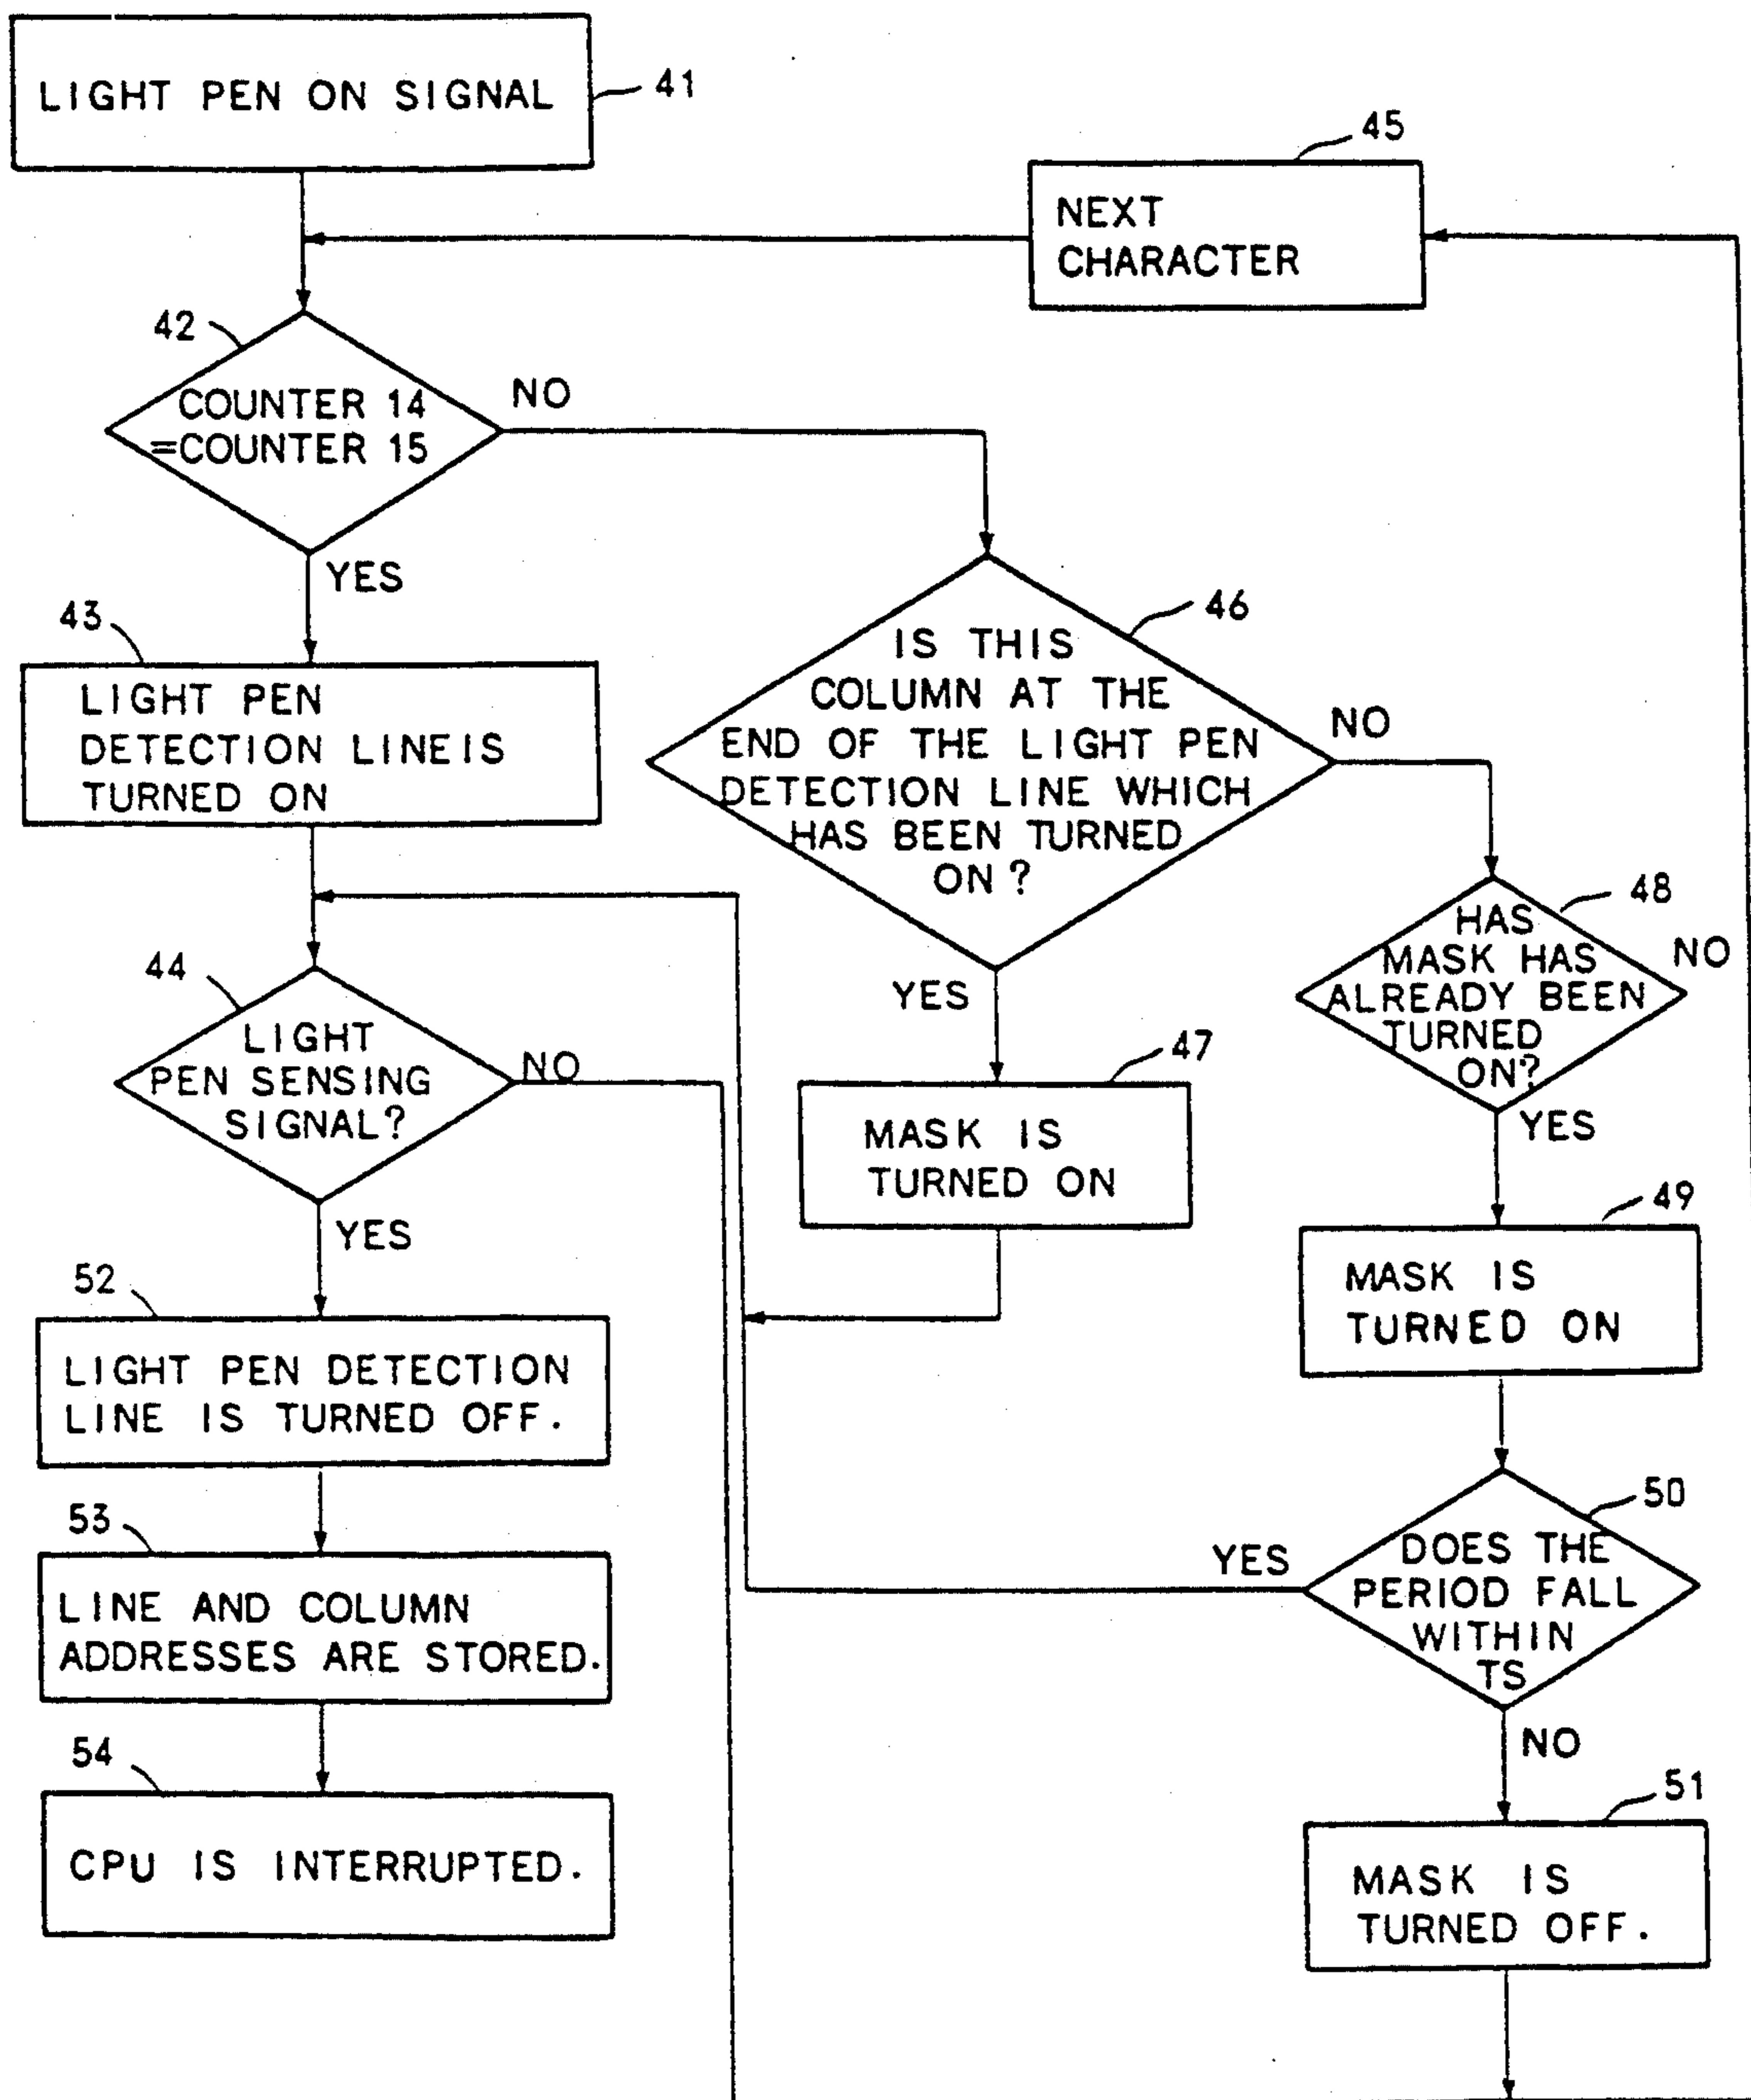 LIGHT PEN ON SIGNAL
41
45
NEXT
CHARACTER
42
COUNTER 14
=COUNTER 15
NO
YES
43
LIGHT PEN
DETECTION LINE IS
TURNED ON
46
IS THIS
COLUMN AT THE
END OF THE LIGHT PEN
DETECTION LINE WHICH
HAS BEEN TURNED
ON?
NO
YES
44
LIGHT
PEN SENSING
SIGNAL?
NO
YES
47
MASK IS
TURNED ON
48
HAS
MASK HAS
ALREADY BEEN
TURNED
ON?
NO
YES
49
MASK IS
TURNED ON
52
LIGHT PEN DETECTION
LINE IS TURNED OFF.
50
DOES THE
PERIOD FALL
WITHIN
TS
YES
NO
53
LINE AND COLUMN
ADDRESSES ARE STORED.
54
CPU IS INTERRUPTED.
51
MASK IS
TURNED OFF.